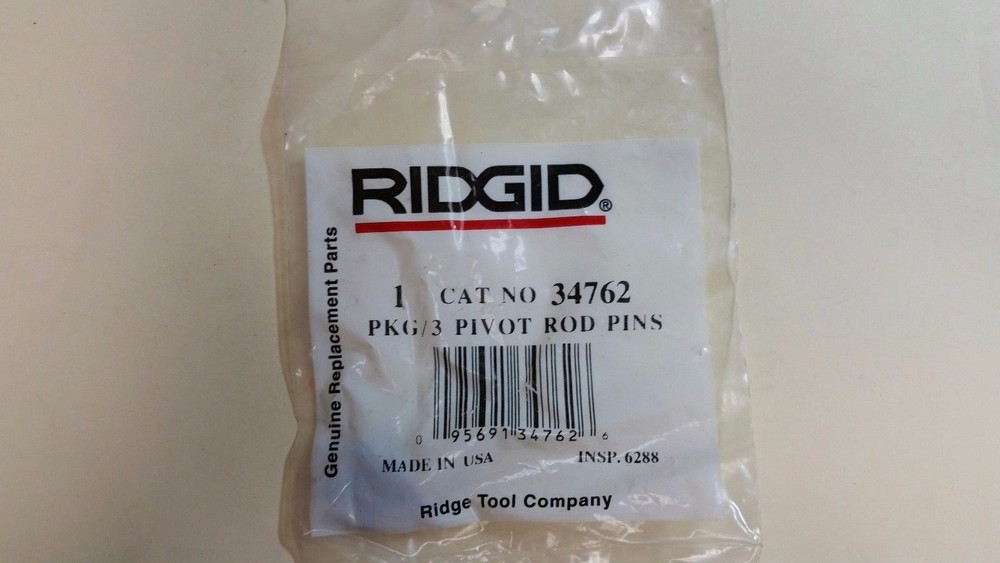 RIDGID®
Genuine Replacement Parts
1 CAT NO 34762
PKG/3 PIVOT ROD PINS
0 95691 34762 6
MADE IN USA INSP. 6288
Ridge Tool Company